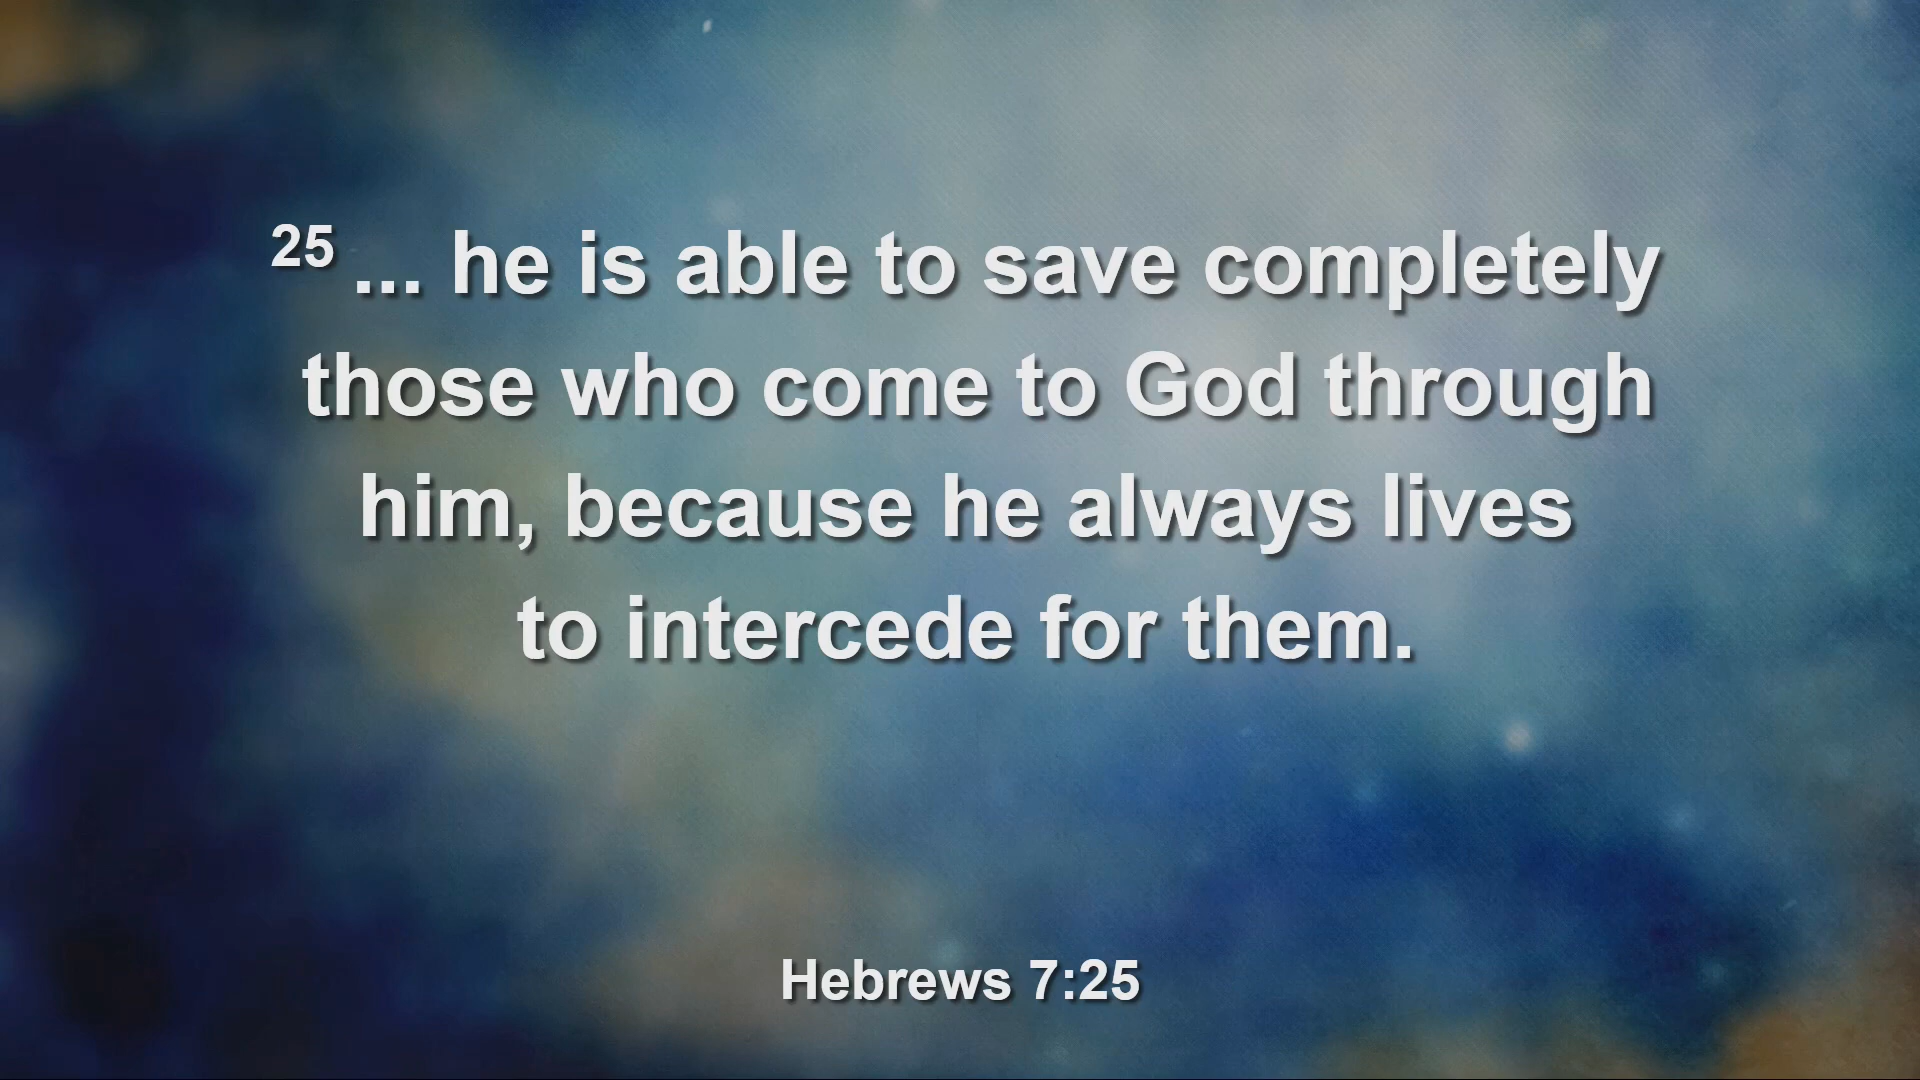 25 ... he is able to save completely
those who come to God through
him, because he always lives
to intercede for them.
Hebrews 7:25